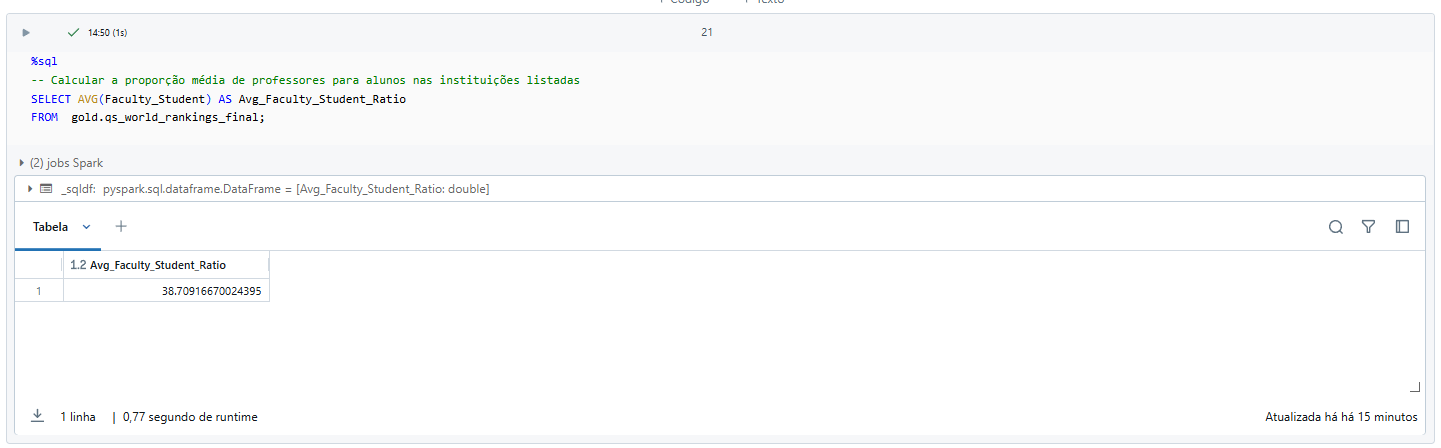 + Código + Texto
14:50 (1s)
21
%sql
-- Calcular a proporção média de professores para alunos nas instituições listadas
SELECT AVG(Faculty_Student) AS Avg_Faculty_Student_Ratio
FROM gold.qs_world_rankings_final;
(2) jobs Spark
_sqldf: pyspark.sql.dataframe.DataFrame = [Avg_Faculty_Student_Ratio: double]
Tabela
1.2 Avg_Faculty_Student_Ratio
1 38.70916670024395
1 linha | 0,77 segundo de runtime
Atualizada há há 15 minutos